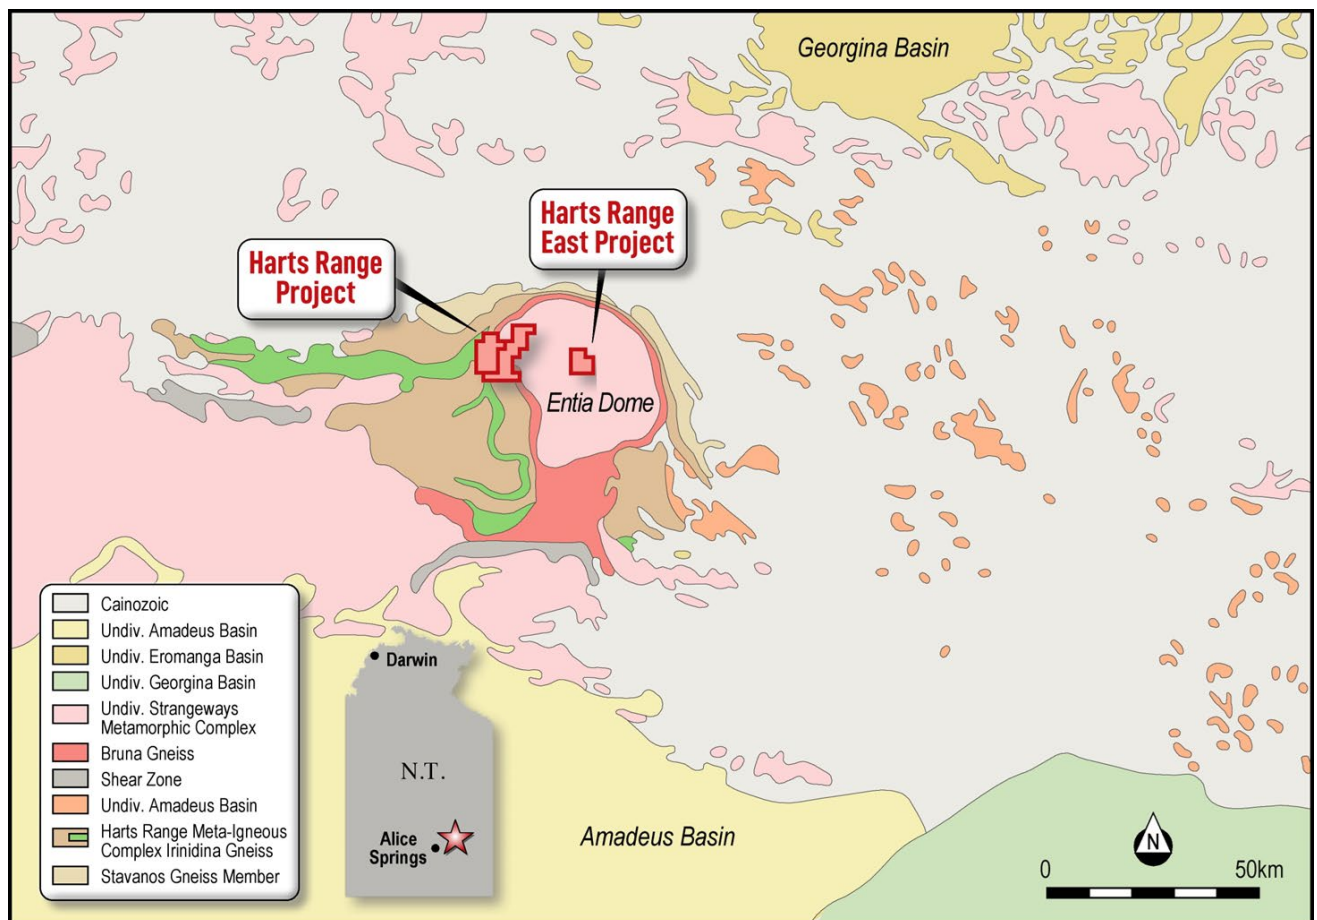 Georgina Basin
Harts Range
East Project
Harts Range
Project
Entia Dome
Cainozoic
Undiv. Amadeus Basin
Undiv. Eromanga Basin
Undiv. Georgina Basin
Undiv. Strangeways
Metamorphic Complex
Bruna Gneiss
Shear Zone
Undiv. Amadeus Basin
Harts Range Meta-Igneous
Complex Irinidina Gneiss
Stavanos Gneiss Member
Darwin
N.T.
Alice
Springs
Amadeus Basin
N
0 50km